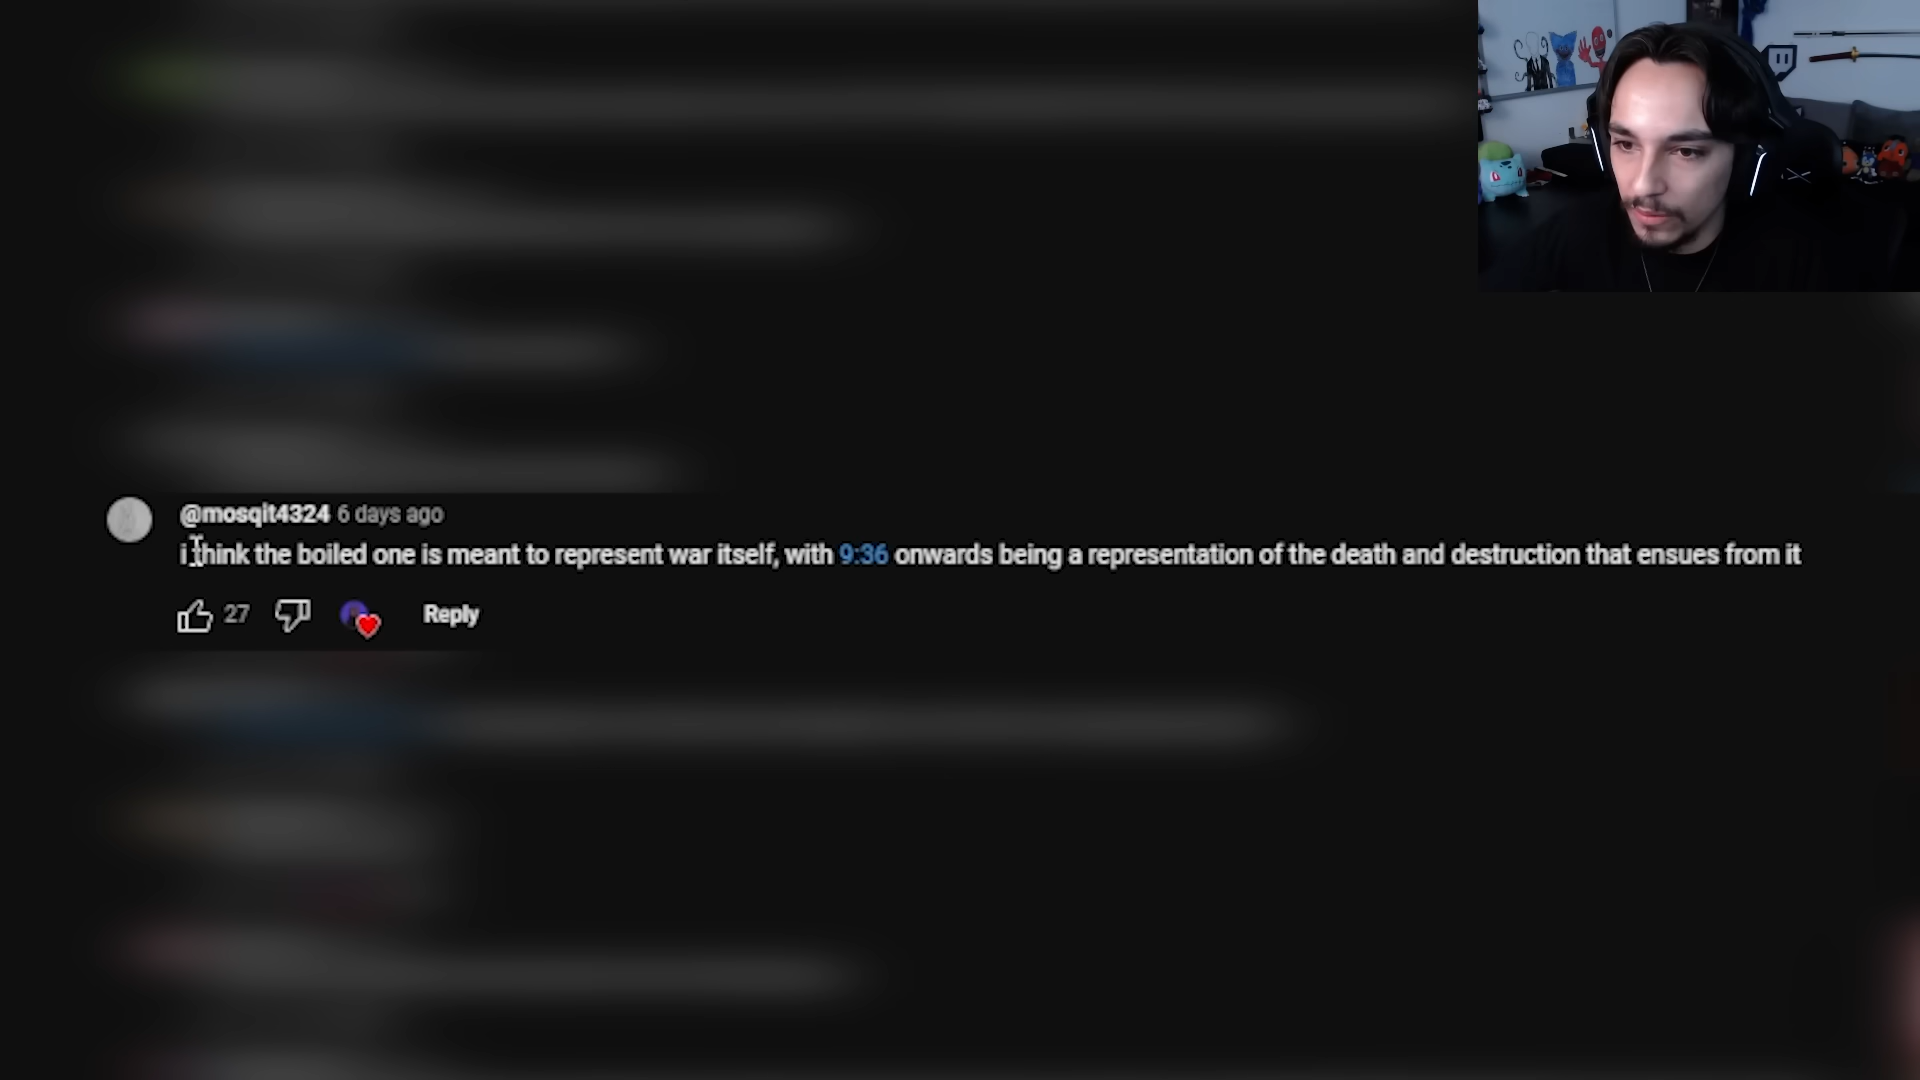 @mosqit4324 6 days ago
i think the boiled one is meant to represent war itself, with 9:36 onwards being a representation of the death and destruction that ensues from it
27
Reply